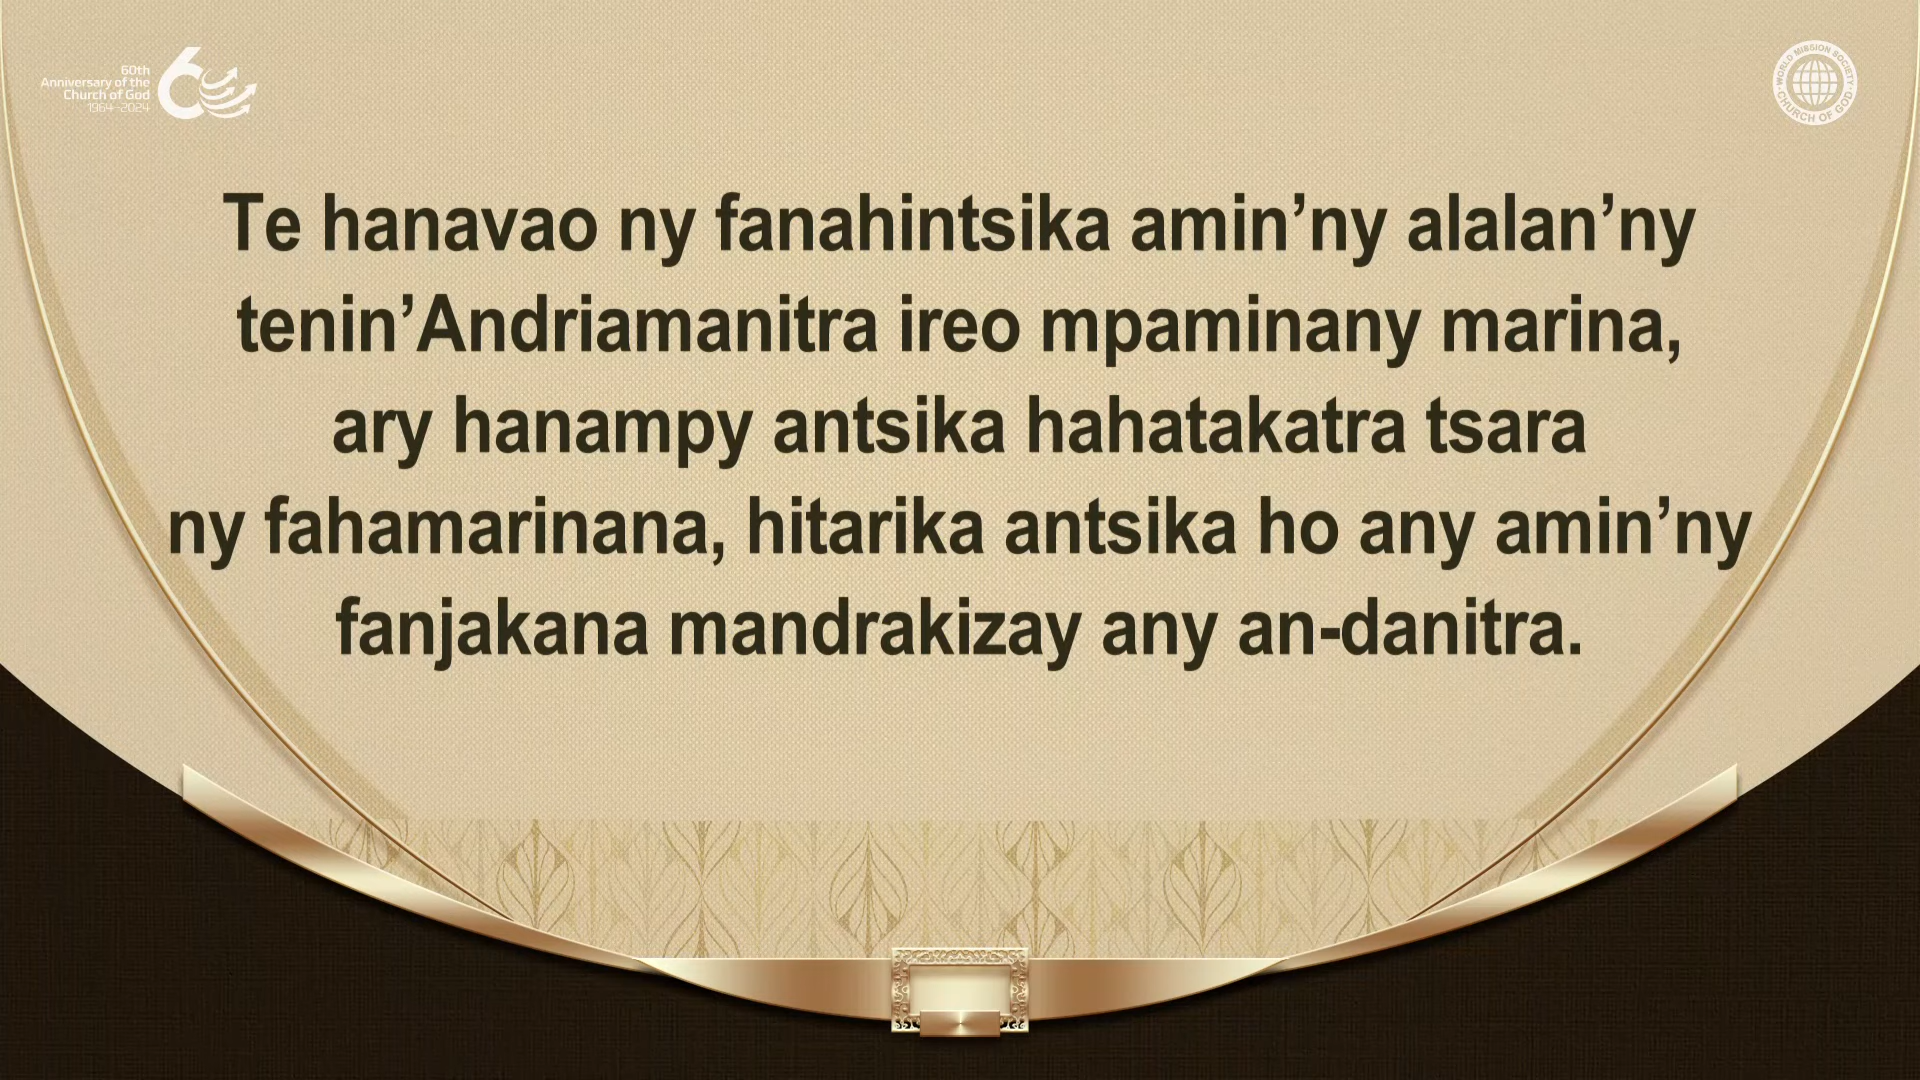 60th
Anniversary of the
Church of God
1964–2024
WORLD MISSION SOCIETY
CHURCH OF GOD
Te hanavao ny fanahintsika amin’ny alalan’ny
tenin’Andriamanitra ireo mpaminany marina,
ary hanampy antsika hahatakatra tsara
ny fahamarinana, hitarika antsika ho any amin’ny
fanjakana mandrakizay any an-danitra.